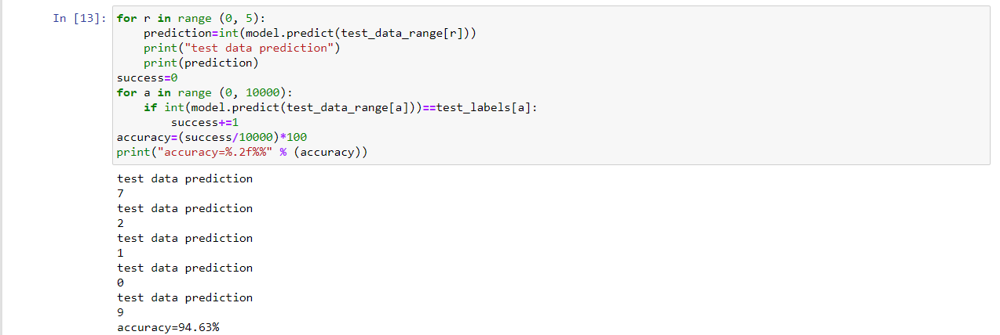 In [13]: for r in range (0, 5):
    prediction=int(model.predict(test_data_range[r]))
    print("test data prediction")
    print(prediction)
success=0
for a in range (0, 10000):
    if int(model.predict(test_data_range[a]))==test_labels[a]:
        success+=1
accuracy=(success/10000)*100
print("accuracy=%.2f%%" % (accuracy))
test data prediction
7
test data prediction
2
test data prediction
1
test data prediction
0
test data prediction
9
accuracy=94.63%